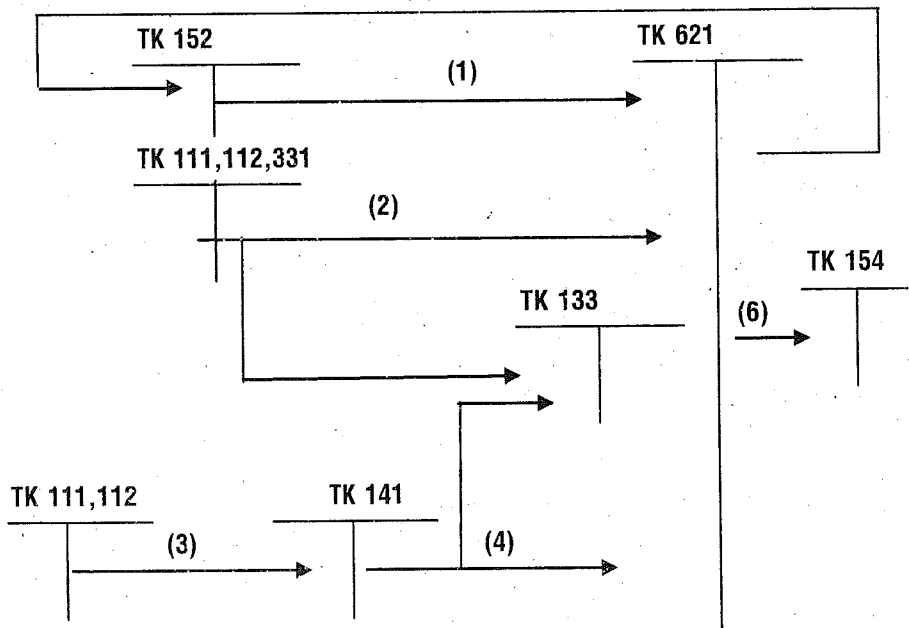 TK 152
TK 621
(1)
TK 111,112,331
(2)
TK 154
TK 133
(6)
TK 111,112
TK 141
(3)
(4)